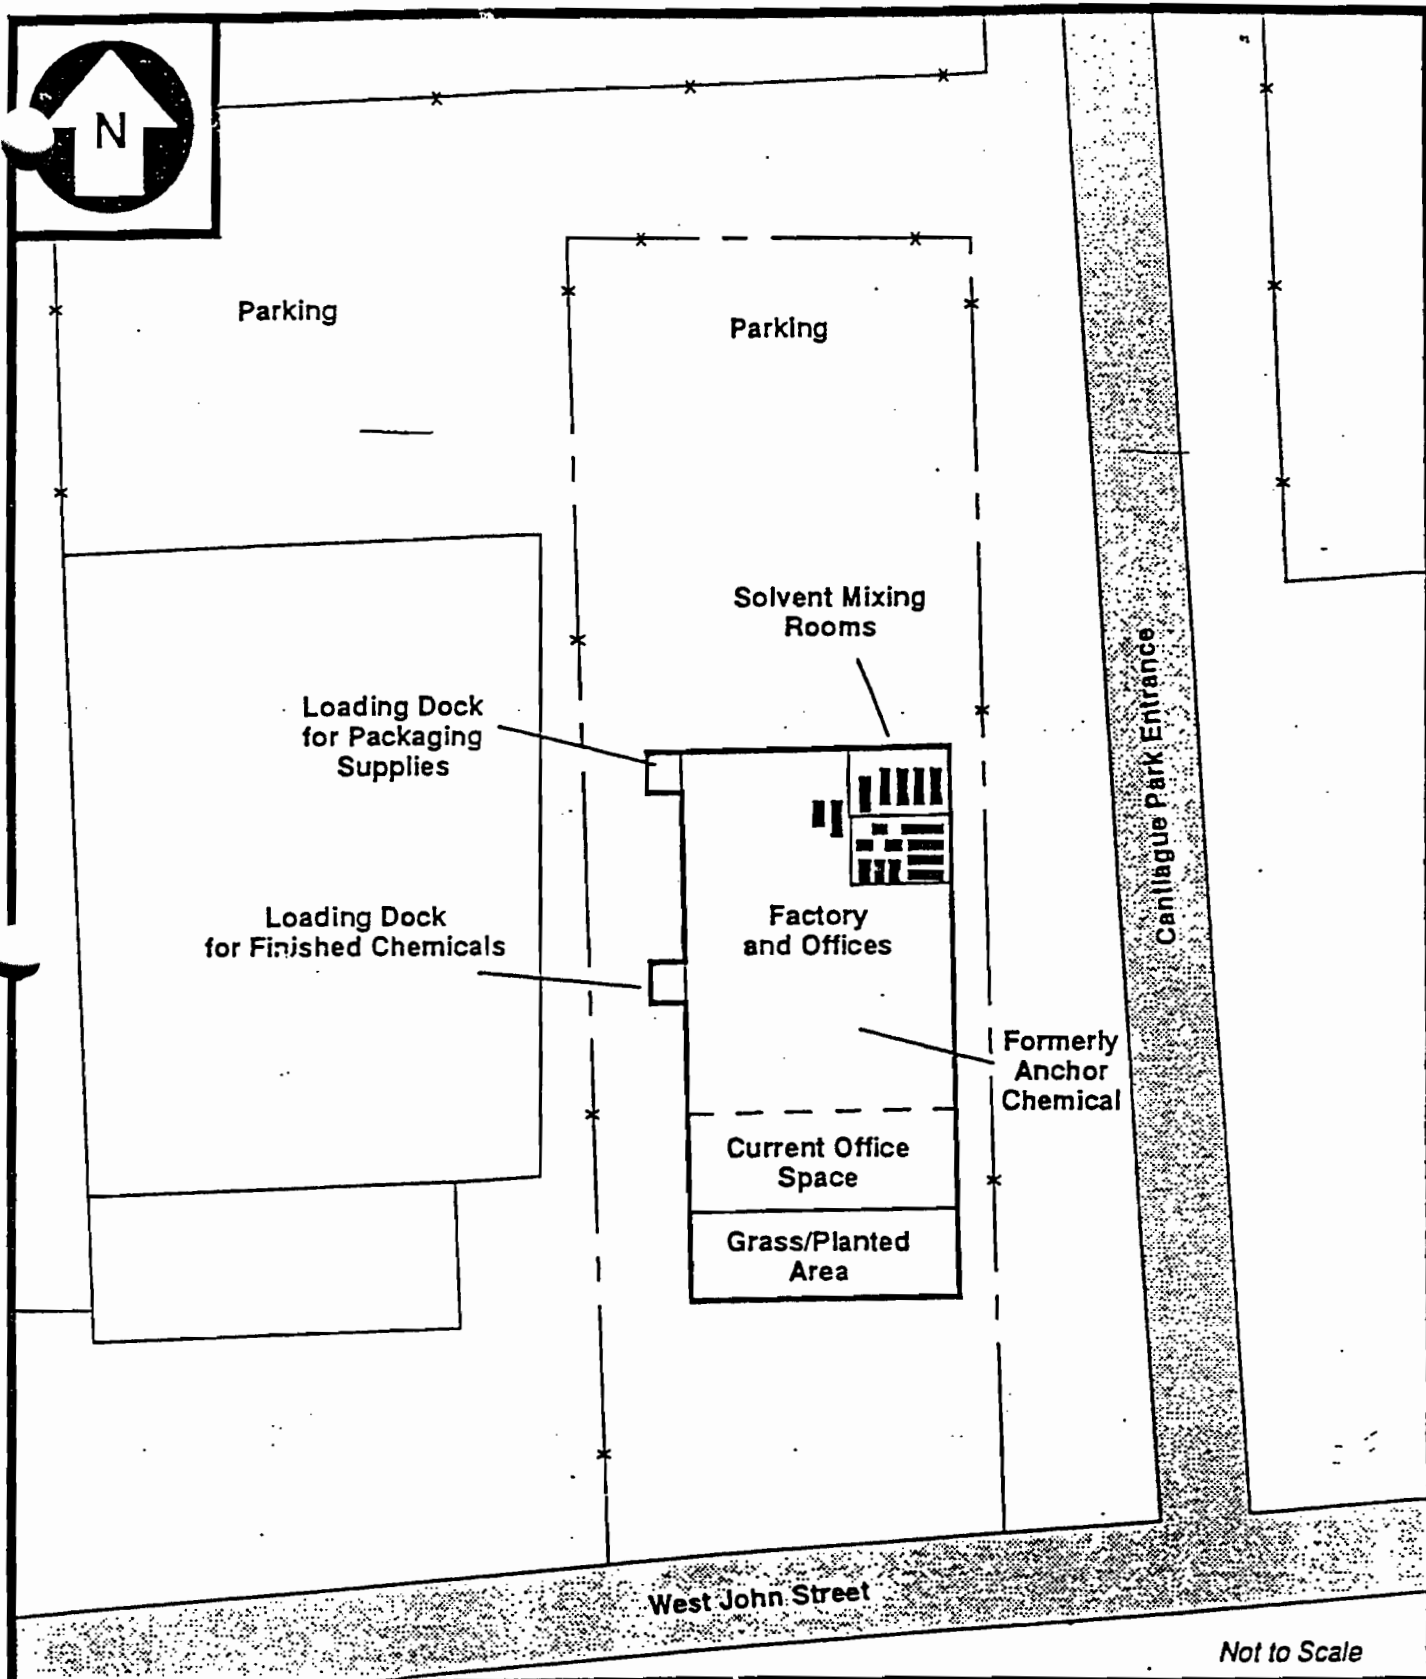 N
Parking
Parking
Solvent Mixing
Rooms
Loading Dock
for Packaging
Supplies
Cantiague Park Entrance
Loading Dock
for Finished Chemicals
Factory
and Offices
Formerly
Anchor
Chemical
Current Office
Space
Grass/Planted
Area
West John Street
Not to Scale